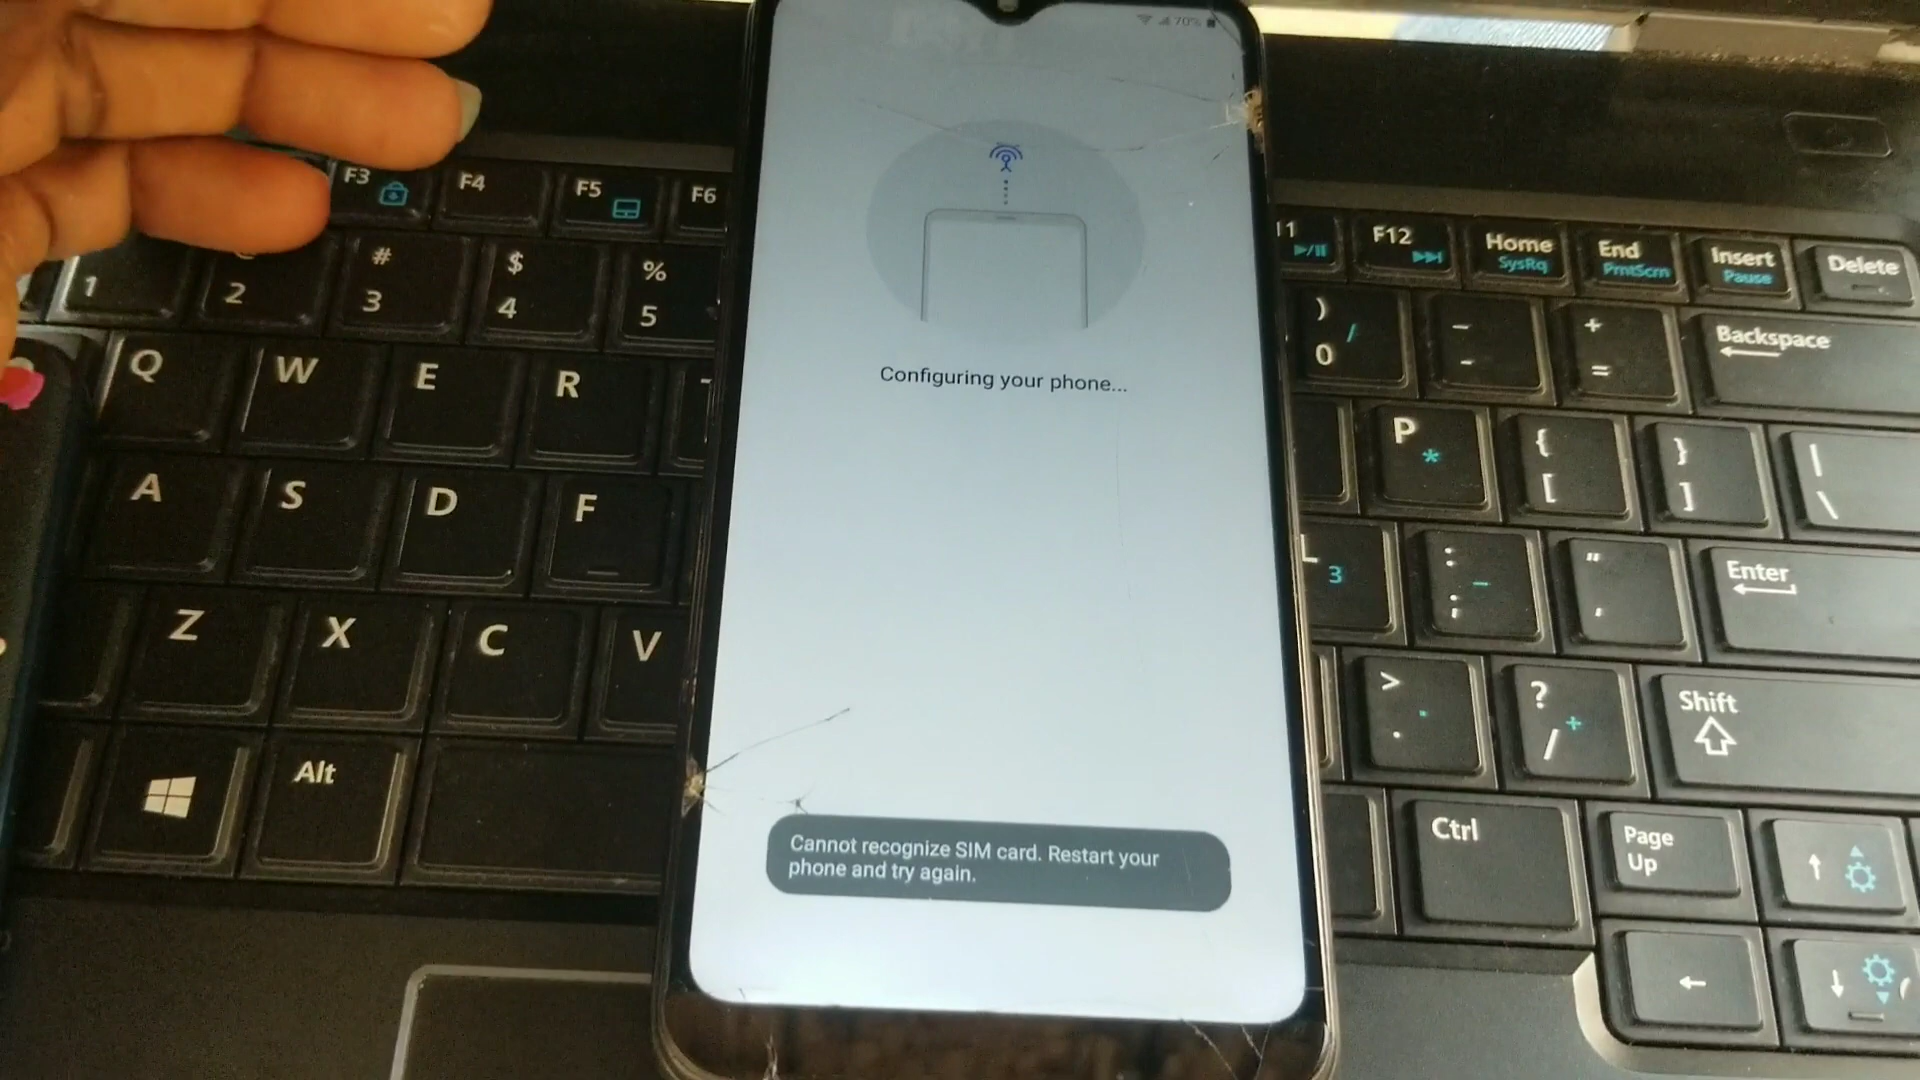 70%
Configuring your phone...
Cannot recognize SIM card. Restart your
phone and try again.
F3
F4
F5
F6
F12
Home
SysRq
End
PrntScrn
Insert
Pause
Delete
1
2
#
3
$
4
%
5
)
0
/
-
-
+
=
Backspace
Q
W
E
R
P
*
{
[
}
]
|
\
A
S
D
F
L
3
:
;
-
"
'
Enter
Z
X
C
V
>
.
?
/
+
Shift
Alt
Ctrl
Page
Up